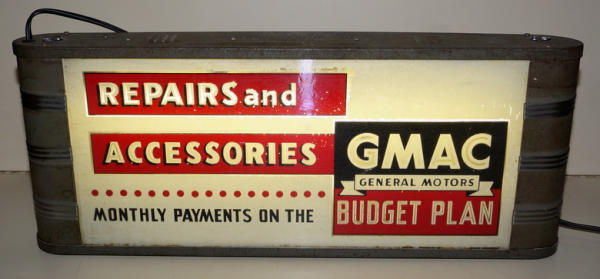 REPAIRS and
ACCESSORIES
MONTHLY PAYMENTS ON THE
GMAC
GENERAL MOTORS
BUDGET PLAN